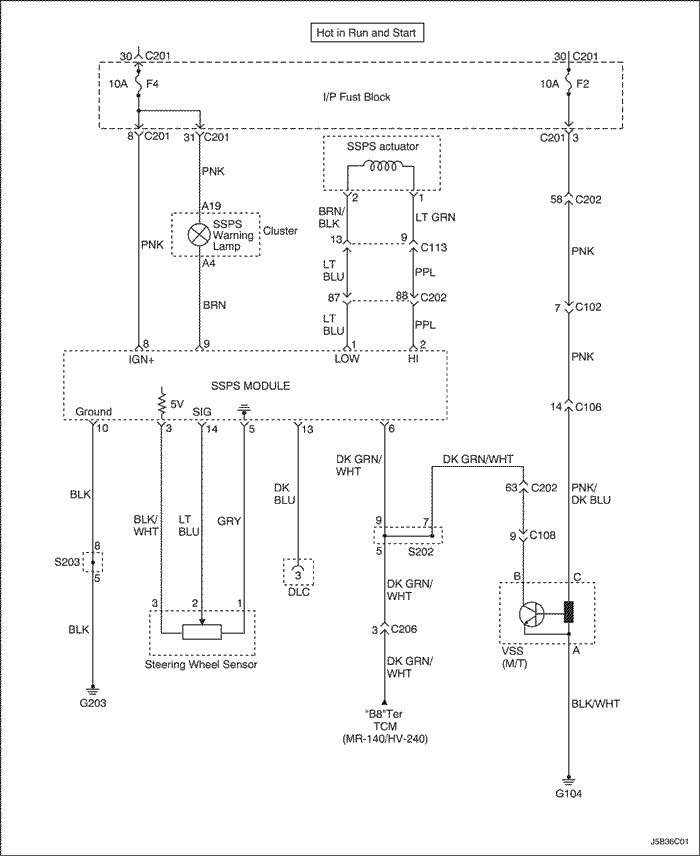 Hot in Run and Start
30 C201
30 C201
10A F4
I/P Fust Block
10A F2
8 C201
31 C201
C201 3
SSPS actuator
PNK
2
1
58 C202
A19
BRN/
BLK
LT GRN
SSPS
Warning
Lamp
Cluster
13
9
C113
PNK
PNK
A4
LT
BLU
PPL
BRN
87
88
C202
7 C102
LT
BLU
PPL
8
9
1
2
PNK
IGN+
LOW
HI
SSPS MODULE
5V
14 C106
Ground
SIG
10
3
14
5
13
6
DK GRN/
WHT
DK GRN/WHT
BLK
DK
BLU
63 C202
PNK/
DK BLU
BLK/
WHT
LT
BLU
GRY
9
7
9 C108
8
S203
5
5
S202
3
DLC
B
C
DK GRN/
WHT
3
2
1
BLK
3 C206
VSS
(M/T)
A
Steering Wheel Sensor
DK GRN/
WHT
G203
BLK/WHT
"B8"Ter
TCM
(MR-140/HV-240)
G104
J5B36C01